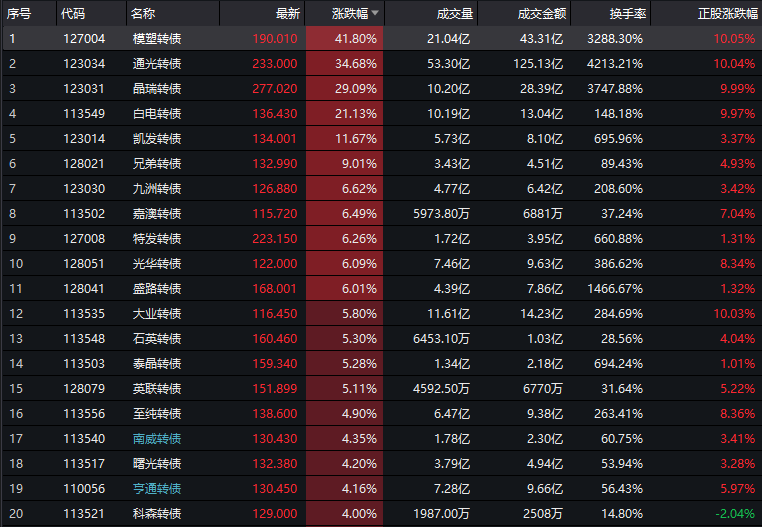 序号 代码 名称 最新 涨跌幅 成交量 成交金额 换手率 正股涨跌幅
1 127004 模塑转债 190.010 41.80% 21.04亿 43.31亿 3288.30% 10.05%
2 123034 通光转债 233.000 34.68% 53.30亿 125.13亿 4213.21% 10.04%
3 123031 晶瑞转债 277.020 29.09% 10.20亿 28.39亿 3747.88% 9.99%
4 113549 白电转债 136.430 21.13% 10.19亿 13.04亿 148.18% 9.97%
5 123014 凯发转债 134.001 11.67% 5.73亿 8.10亿 695.96% 3.37%
6 128021 兄弟转债 132.990 9.01% 3.43亿 4.51亿 89.43% 4.93%
7 123030 九洲转债 126.880 6.62% 4.77亿 6.42亿 208.60% 3.42%
8 113502 嘉澳转债 115.720 6.49% 5973.80万 6881万 37.24% 7.04%
9 127008 特发转债 223.150 6.26% 1.72亿 3.95亿 660.88% 1.31%
10 128051 光华转债 122.000 6.09% 7.46亿 9.63亿 386.62% 8.34%
11 128041 盛路转债 168.001 6.01% 4.39亿 7.86亿 1466.67% 1.32%
12 113535 大业转债 116.450 5.80% 11.61亿 14.23亿 284.69% 10.03%
13 113548 石英转债 160.460 5.30% 6453.10万 1.03亿 28.56% 4.04%
14 113503 泰晶转债 159.340 5.28% 1.34亿 2.18亿 694.24% 1.01%
15 128079 英联转债 151.899 5.11% 4592.50万 6770万 31.64% 5.22%
16 113556 至纯转债 138.600 4.90% 6.47亿 9.38亿 263.41% 8.36%
17 113540 南威转债 130.430 4.35% 1.78亿 2.30亿 60.75% 3.41%
18 113517 曙光转债 132.380 4.20% 3.79亿 4.94亿 53.94% 3.28%
19 110056 亨通转债 130.450 4.16% 7.28亿 9.66亿 56.43% 5.97%
20 113521 科森转债 129.000 4.00% 1987.00万 2508万 14.80% -2.04%